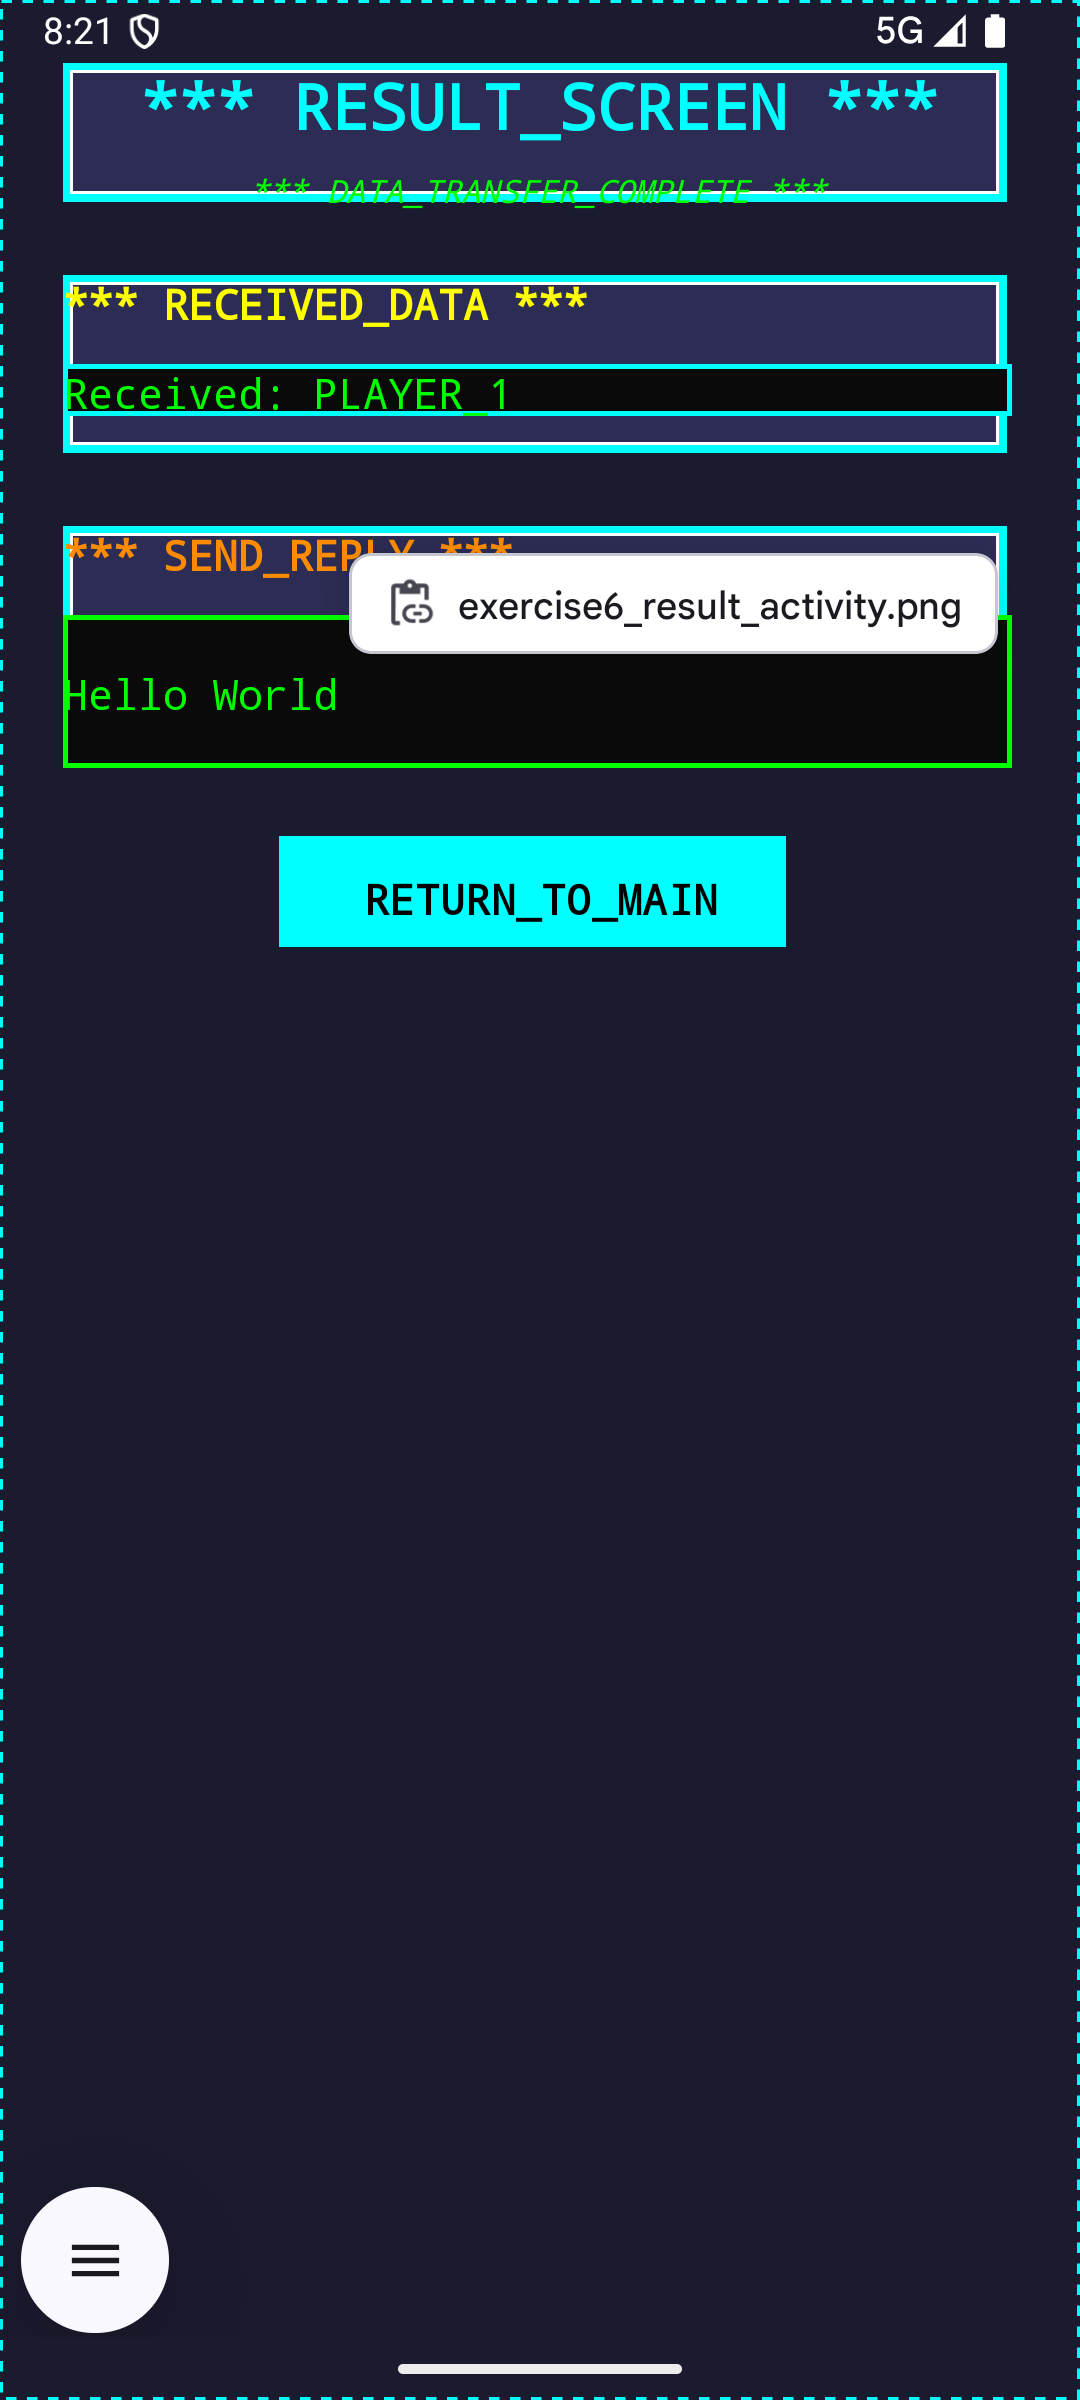 8:21 5G
*** RESULT_SCREEN ***
*** DATA_TRANSFER_COMPLETE ***
*** RECEIVED_DATA ***
Received: PLAYER_1
*** SEND_REPLY ***
exercise6_result_activity.png
Hello World
RETURN_TO_MAIN